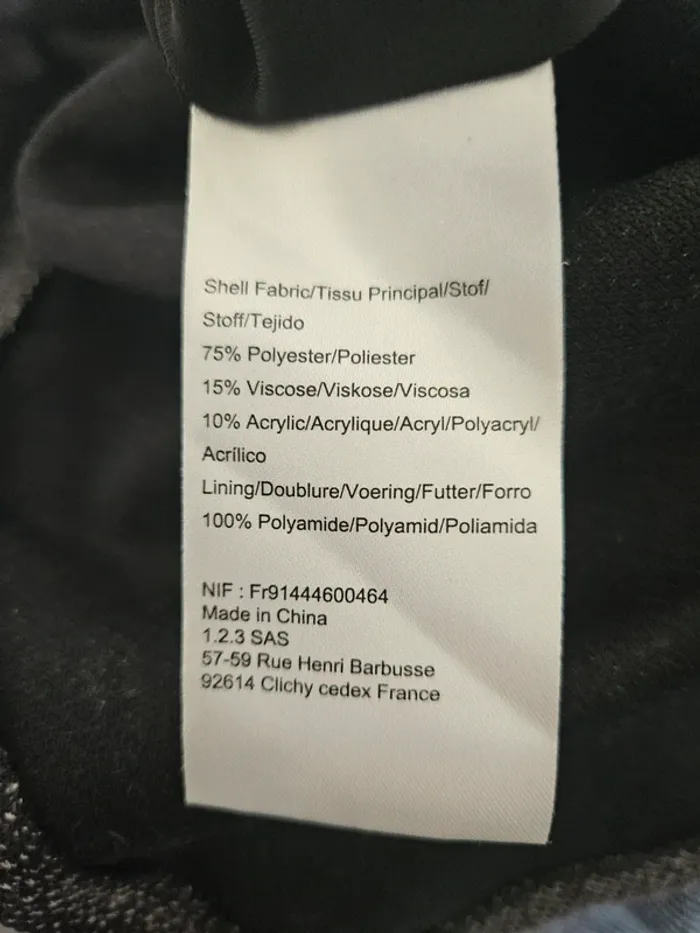 Shell Fabric/Tissu Principal/Stof/
Stoff/Tejido
75% Polyester/Poliester
15% Viscose/Viskose/Viscosa
10% Acrylic/Acrylique/Acryl/Polyacryl/
Acrílico
Lining/Doublure/Voering/Futter/Forro
100% Polyamide/Polyamid/Poliamida
NIF : Fr91444600464
Made in China
1.2.3 SAS
57-59 Rue Henri Barbusse
92614 Clichy cedex France